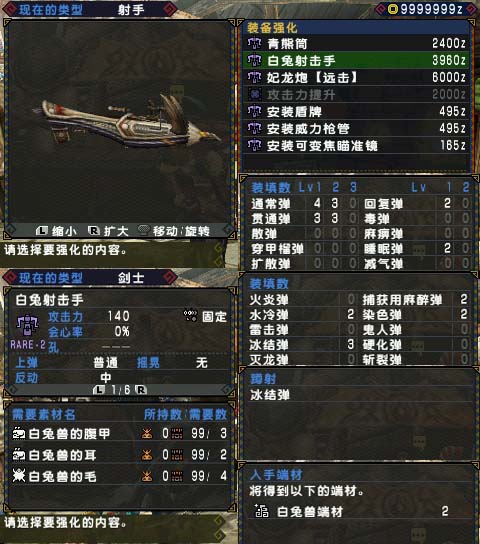 现在的类型 射手
9999999z
装备强化
青熊筒 2400z
白兔射击手 3960z
妃龙炮【远击】 6000z
攻击力提升 2000z
安装盾牌 495z
安装威力枪管 495z
安装可变焦瞄准镜 165z
L 缩小 R 扩大 移动/旋转
请选择要强化的内容。
装填数 Lv1 2 3 Lv 1 2
通常弹 4 3 0 回复弹 2 0
贯通弹 3 3 0 毒弹 0 0
散弹 0 0 0 麻痹弹 0 0
穿甲榴弹 0 0 0 睡眠弹 2 0
扩散弹 0 0 0 减气弹 0 0
现在的类型 剑士
白兔射击手
攻击力 140 固定
会心率 0%
RARE-2 孔 ---
上弹 普通 摇晃 无
反动 中
L 1/6 R
装填数
火炎弹 0 捕获用麻醉弹 2
水冷弹 2 染色弹 2
雷击弹 0 鬼人弹 0
冰结弹 3 硬化弹 0
灭龙弹 0 斩裂弹 0
蹲射
冰结弹
需要素材名 所持数 需要数
白兔兽的腹甲 0 99/ 3
白兔兽的耳 0 99/ 2
白兔兽的毛 0 99/ 4
请选择要强化的内容。
入手端材
将得到以下的端材。
白兔兽端材 2